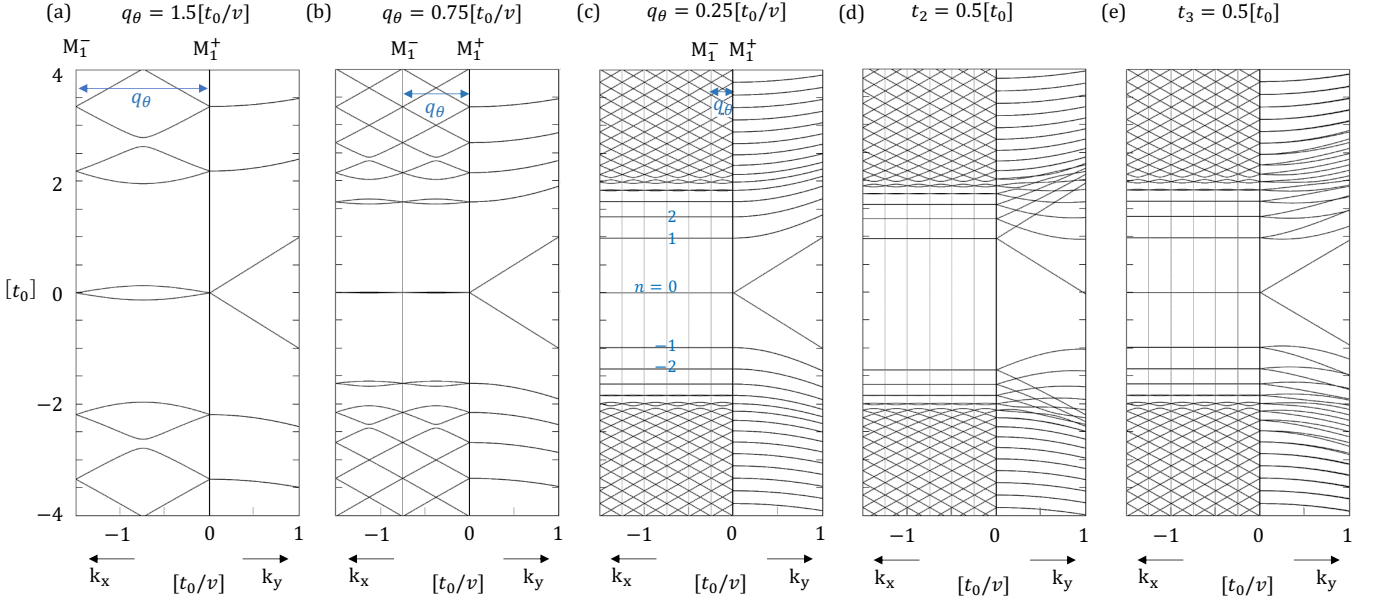 (a) q_θ = 1.5[t_0/v]
(b) q_θ = 0.75[t_0/v]
(c) q_θ = 0.25[t_0/v]
(d) t_2 = 0.5[t_0]
(e) t_3 = 0.5[t_0]
M_1^- M_1^+
M_1^- M_1^+
M_1^- M_1^+
4
2
[t_0] 0
−2
−4
q_θ
q_θ
q_θ
2
1
n = 0
−1
−2
−1 0 1
−1 0 1
−1 0 1
−1 0 1
−1 0 1
k_x [t_0/v] k_y
k_x [t_0/v] k_y
k_x [t_0/v] k_y
k_x [t_0/v] k_y
k_x [t_0/v] k_y